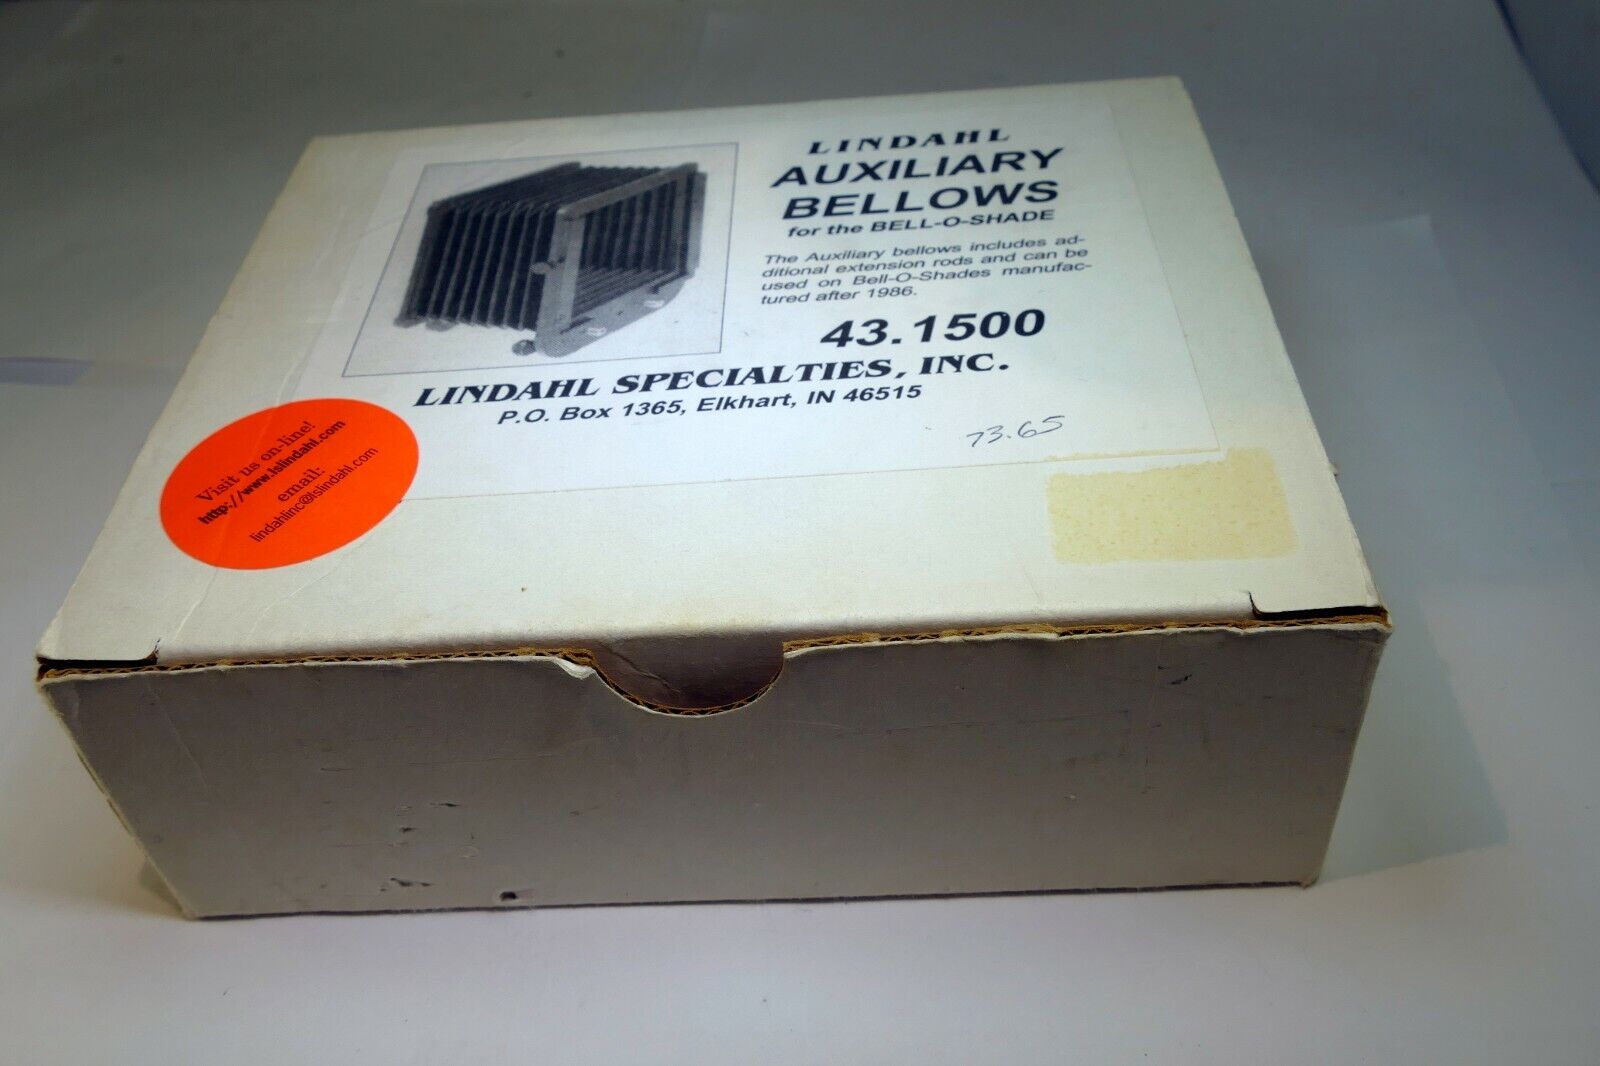 LINDAHL
AUXILIARY
BELLOWS
for the BELL-O-SHADE
The Auxiliary bellows includes ad-
ditional extension rods and can be
used on Bell-O-Shades manufac-
tured after 1986.
43.1500
LINDAHL SPECIALTIES, INC.
P.O. Box 1365, Elkhart, IN 46515
73.65
Visit us on-line!
http://www.lslindahl.com
email:
lindahlinc@lslindahl.com